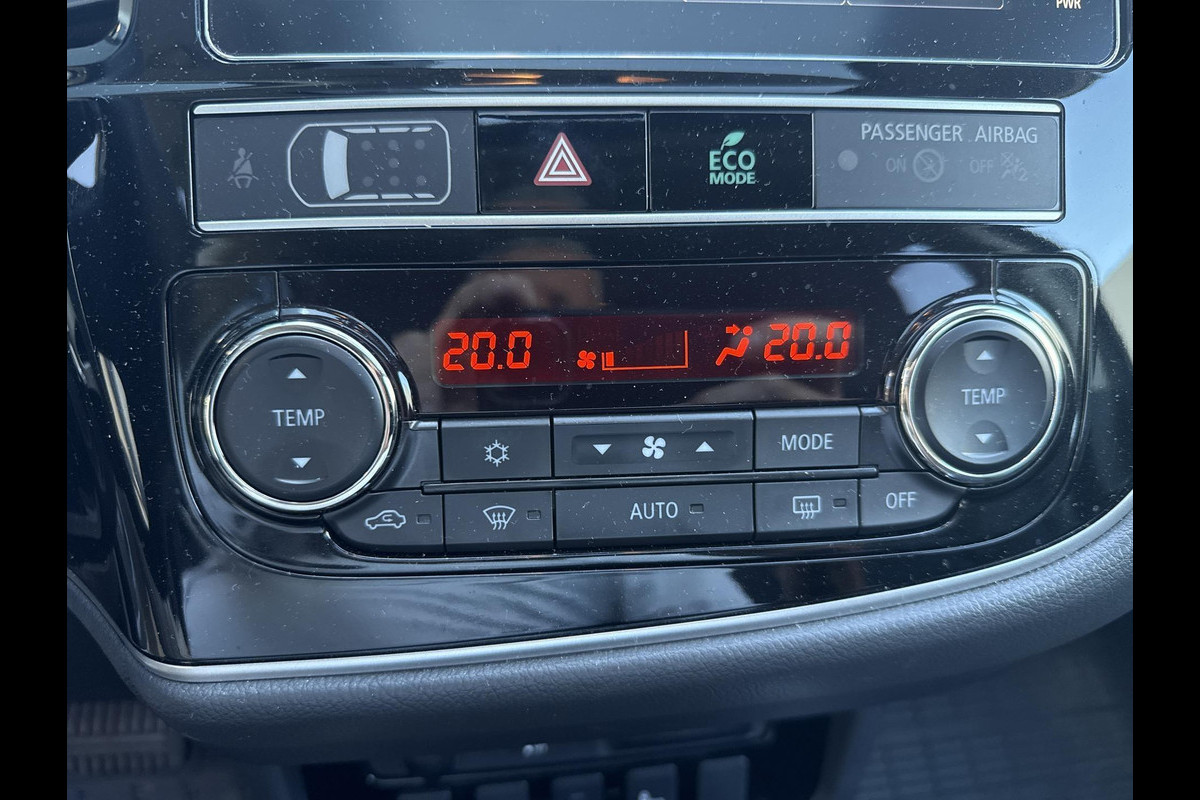 PWR
PASSENGER AIRBAG
ECO
MODE
ON OFF
20.0 20.0
TEMP
TEMP
MODE
AUTO
OFF